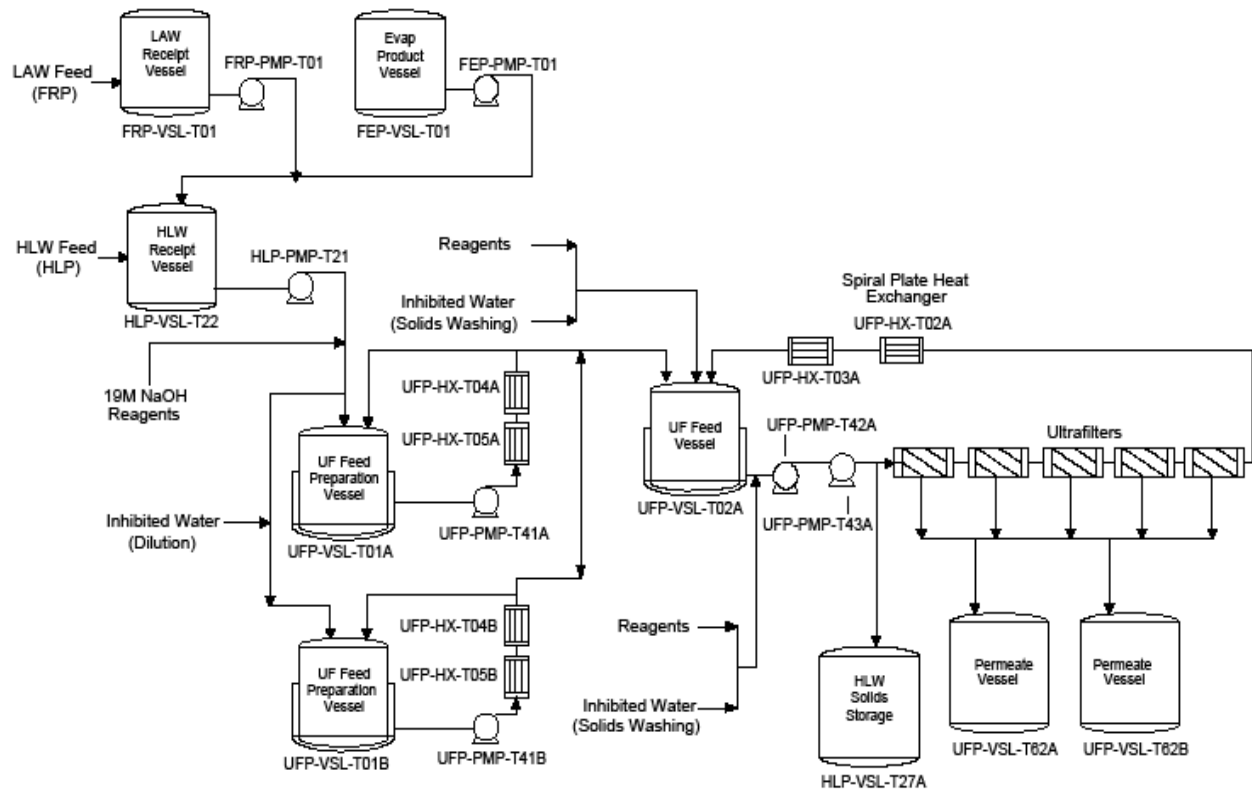 LAW
Receipt
Vessel
FRP-PMP-T01
LAW Feed
(FRP)
FRP-VSL-T01
Evap
Product
Vessel
FEP-PMP-T01
FEP-VSL-T01
HLW
Receipt
Vessel
HLP-PMP-T21
HLW Feed
(HLP)
HLP-VSL-T22
19M NaOH
Reagents
Reagents
Inhibited Water
(Solids Washing)
Spiral Plate Heat
Exchanger
UFP-HX-T02A
UFP-HX-T03A
UFP-HX-T04A
UFP-HX-T05A
UF Feed
Preparation
Vessel
UFP-PMP-T41A
UFP-VSL-T01A
UF Feed
Vessel
UFP-VSL-T02A
UFP-PMP-T42A
UFP-PMP-T43A
Ultrafilters
Inhibited Water
(Dilution)
UFP-HX-T04B
UFP-HX-T05B
UF Feed
Preparation
Vessel
UFP-PMP-T41B
UFP-VSL-T01B
Reagents
Inhibited Water
(Solids Washing)
HLW
Solids
Storage
HLP-VSL-T27A
Permeate
Vessel
UFP-VSL-T62A
Permeate
Vessel
UFP-VSL-T62B